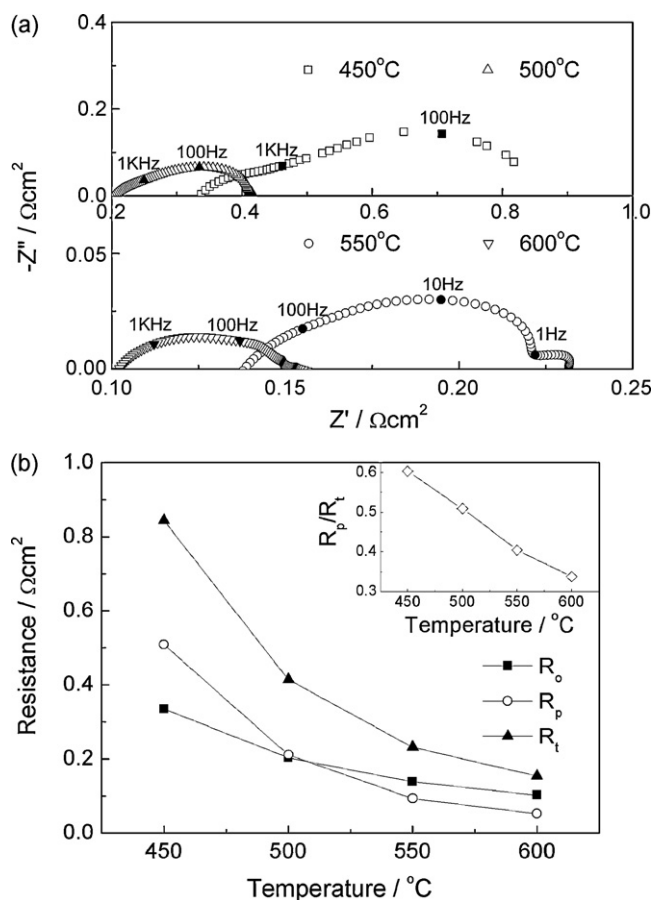 (a)
0.4
0.2
0.0
450°C
500°C
1KHz
100Hz
1KHz
100Hz
0.2
0.4
0.6
0.8
1.0
-Z" / Ωcm²
0.05
0.00
550°C
600°C
1KHz
100Hz
100Hz
10Hz
1Hz
0.10
0.15
0.20
0.25
Z' / Ωcm²
(b)
1.0
0.8
0.6
0.4
0.2
0.0
Resistance / Ωcm²
0.6
0.5
0.4
0.3
Rp/Rt
450
500
550
600
Temperature / °C
Ro
Rp
Rt
450
500
550
600
Temperature / °C